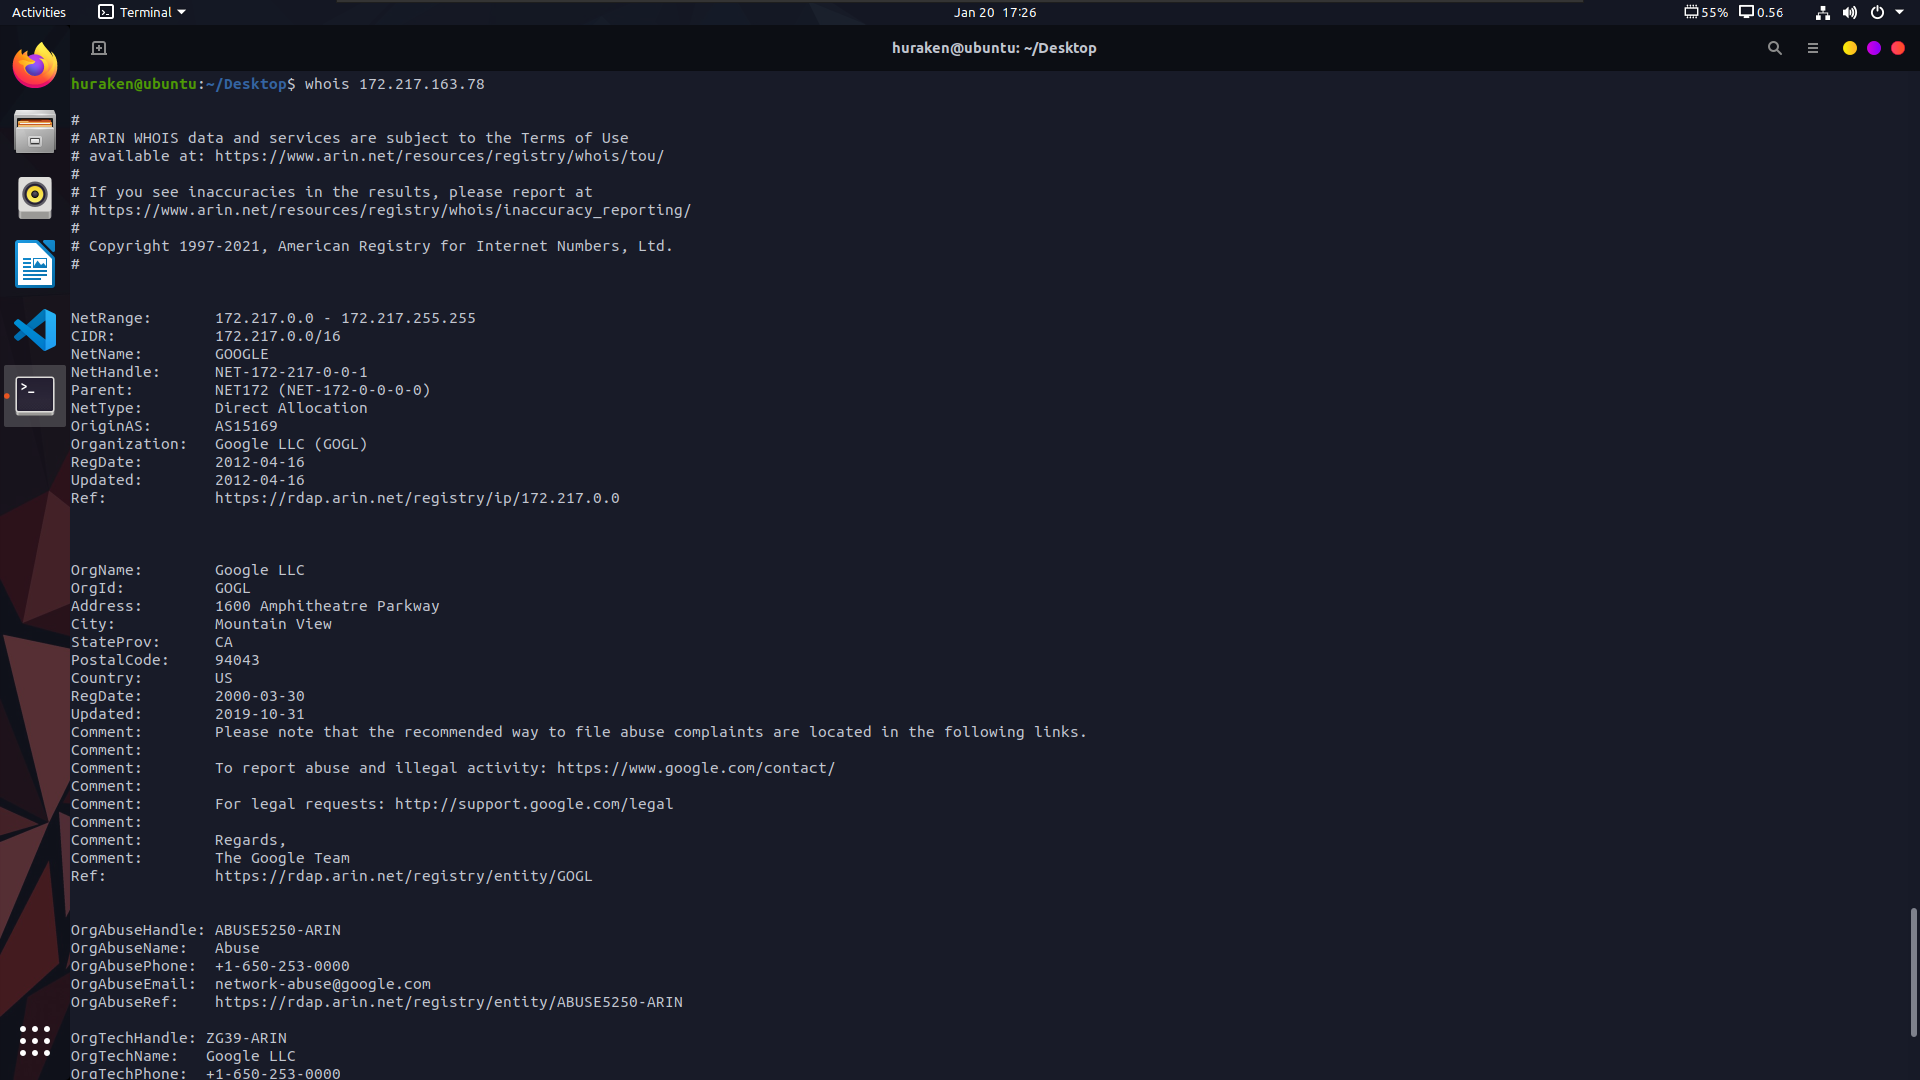 Activities Terminal Jan 20 17:26 55% 0.56
huraken@ubuntu: ~/Desktop
huraken@ubuntu:~/Desktop$ whois 172.217.163.78
#
# ARIN WHOIS data and services are subject to the Terms of Use
# available at: https://www.arin.net/resources/registry/whois/tou/
#
# If you see inaccuracies in the results, please report at
# https://www.arin.net/resources/registry/whois/inaccuracy_reporting/
#
# Copyright 1997-2021, American Registry for Internet Numbers, Ltd.
#
NetRange: 172.217.0.0 - 172.217.255.255
CIDR: 172.217.0.0/16
NetName: GOOGLE
NetHandle: NET-172-217-0-0-1
Parent: NET172 (NET-172-0-0-0-0)
NetType: Direct Allocation
OriginAS: AS15169
Organization: Google LLC (GOGL)
RegDate: 2012-04-16
Updated: 2012-04-16
Ref: https://rdap.arin.net/registry/ip/172.217.0.0
OrgName: Google LLC
OrgId: GOGL
Address: 1600 Amphitheatre Parkway
City: Mountain View
StateProv: CA
PostalCode: 94043
Country: US
RegDate: 2000-03-30
Updated: 2019-10-31
Comment: Please note that the recommended way to file abuse complaints are located in the following links.
Comment:
Comment: To report abuse and illegal activity: https://www.google.com/contact/
Comment:
Comment: For legal requests: http://support.google.com/legal
Comment:
Comment: Regards,
Comment: The Google Team
Ref: https://rdap.arin.net/registry/entity/GOGL
OrgAbuseHandle: ABUSE5250-ARIN
OrgAbuseName: Abuse
OrgAbusePhone: +1-650-253-0000
OrgAbuseEmail: network-abuse@google.com
OrgAbuseRef: https://rdap.arin.net/registry/entity/ABUSE5250-ARIN
OrgTechHandle: ZG39-ARIN
OrgTechName: Google LLC
OrgTechPhone: +1-650-253-0000